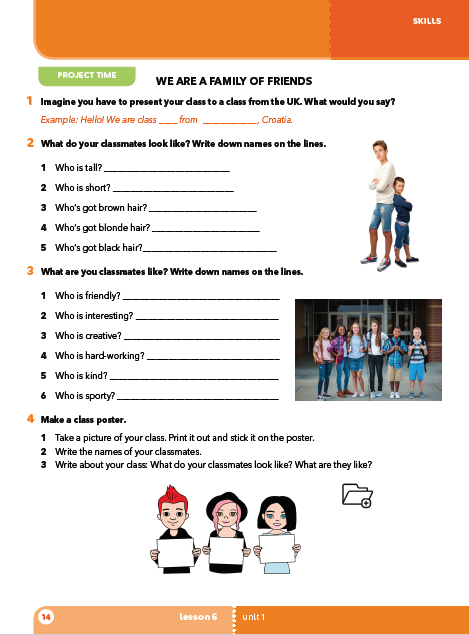 SKILLS
PROJECT TIME
WE ARE A FAMILY OF FRIENDS
1 Imagine you have to present your class to a class from the UK. What would you say?
Example: Hello! We are class ____ from ____________, Croatia.
2 What do your classmates look like? Write down names on the lines.
1 Who is tall? ____________________________
2 Who is short? ___________________________
3 Who's got brown hair? ________________________
4 Who's got blonde hair? ________________________
5 Who's got black hair?______________________________
3 What are you classmates like? Write down names on the lines.
1 Who is friendly? ___________________________________
2 Who is interesting? ________________________________
3 Who is creative? ___________________________________
4 Who is hard-working? ______________________________
5 Who is kind? ______________________________________
6 Who is sporty? ____________________________________
4 Make a class poster.
1 Take a picture of your class. Print it out and stick it on the poster.
2 Write the names of your classmates.
3 Write about your class: What do your classmates look like? What are they like?
14 lesson 6 unit 1